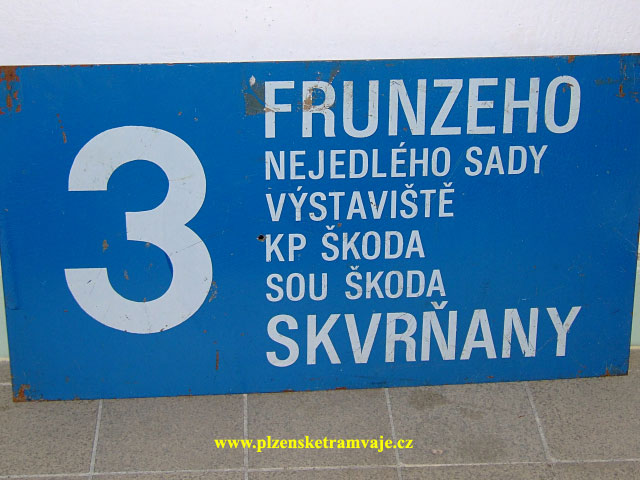 3
FRUNZEHO
NEJEDLÉHO SADY
VÝSTAVIŠTĚ
KP ŠKODA
SOU ŠKODA
SKVRŇANY
www.plzensketramvaje.cz